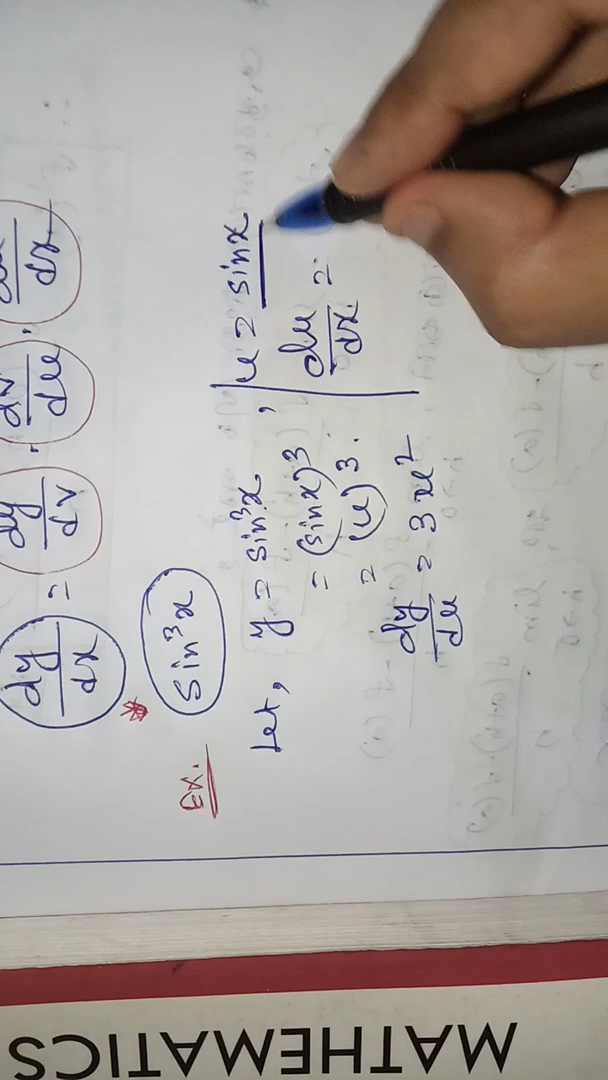 dy/dx = dy/dv . dv/du . du/dx
*
Ex. sin³x
Let, y = sin³x , u = sinx
= (sinx)³
= (u)³.
du/dx =
dy/du = 3u²
MATHEMATICS